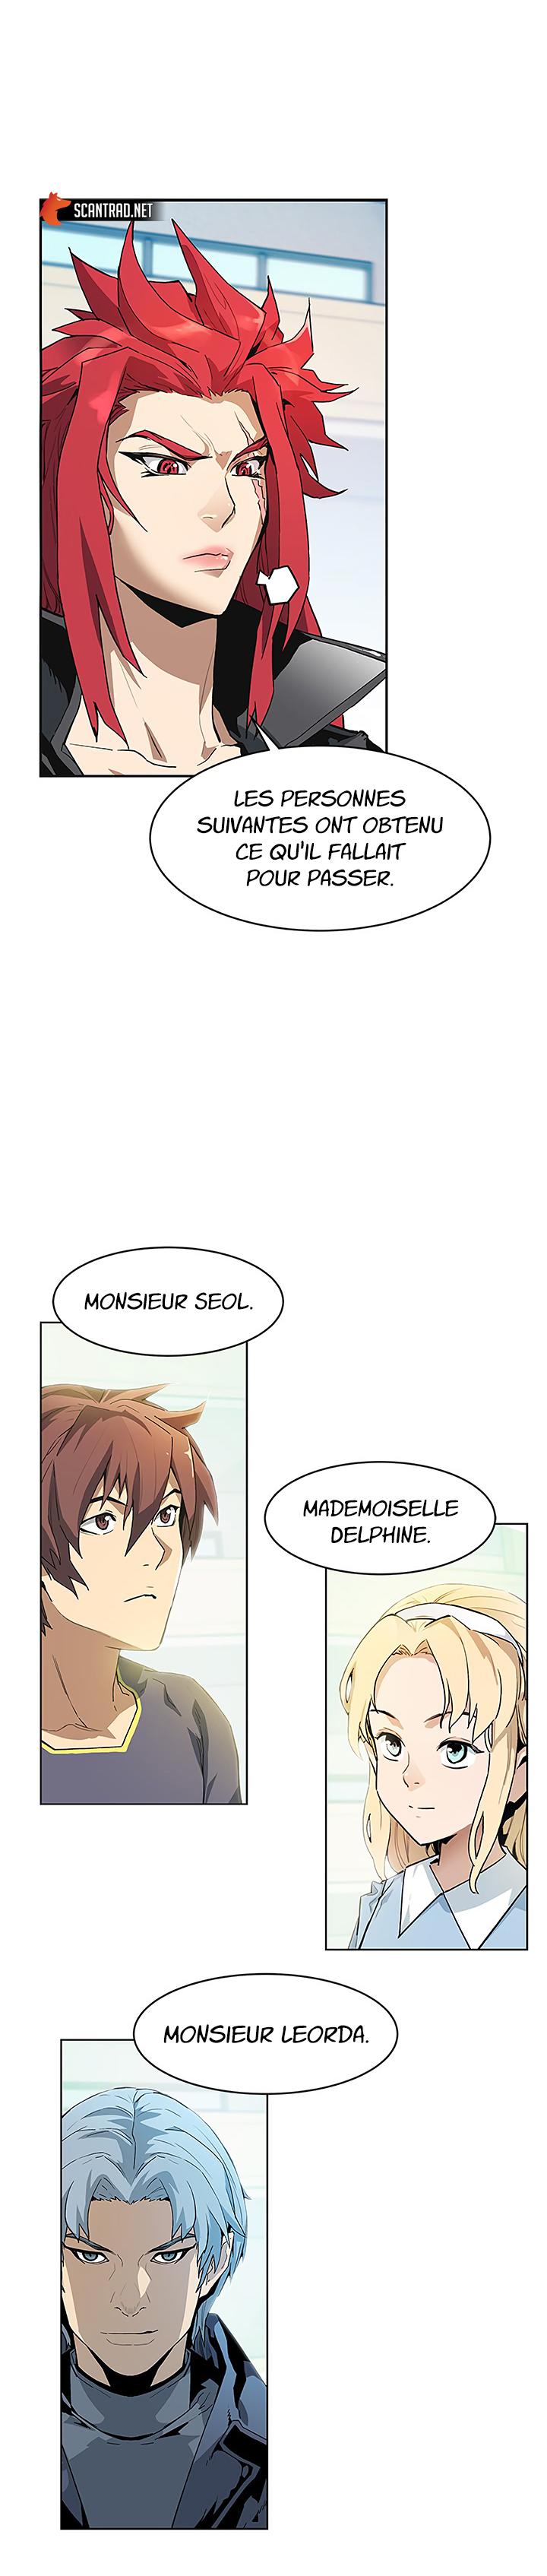 SCANTRAD.NET
LES PERSONNES
SUIVANTES ONT OBTENU
CE QU'IL FALLAIT
POUR PASSER.
MONSIEUR SEOL.
MADEMOISELLE
DELPHINE.
MONSIEUR LEORDA.